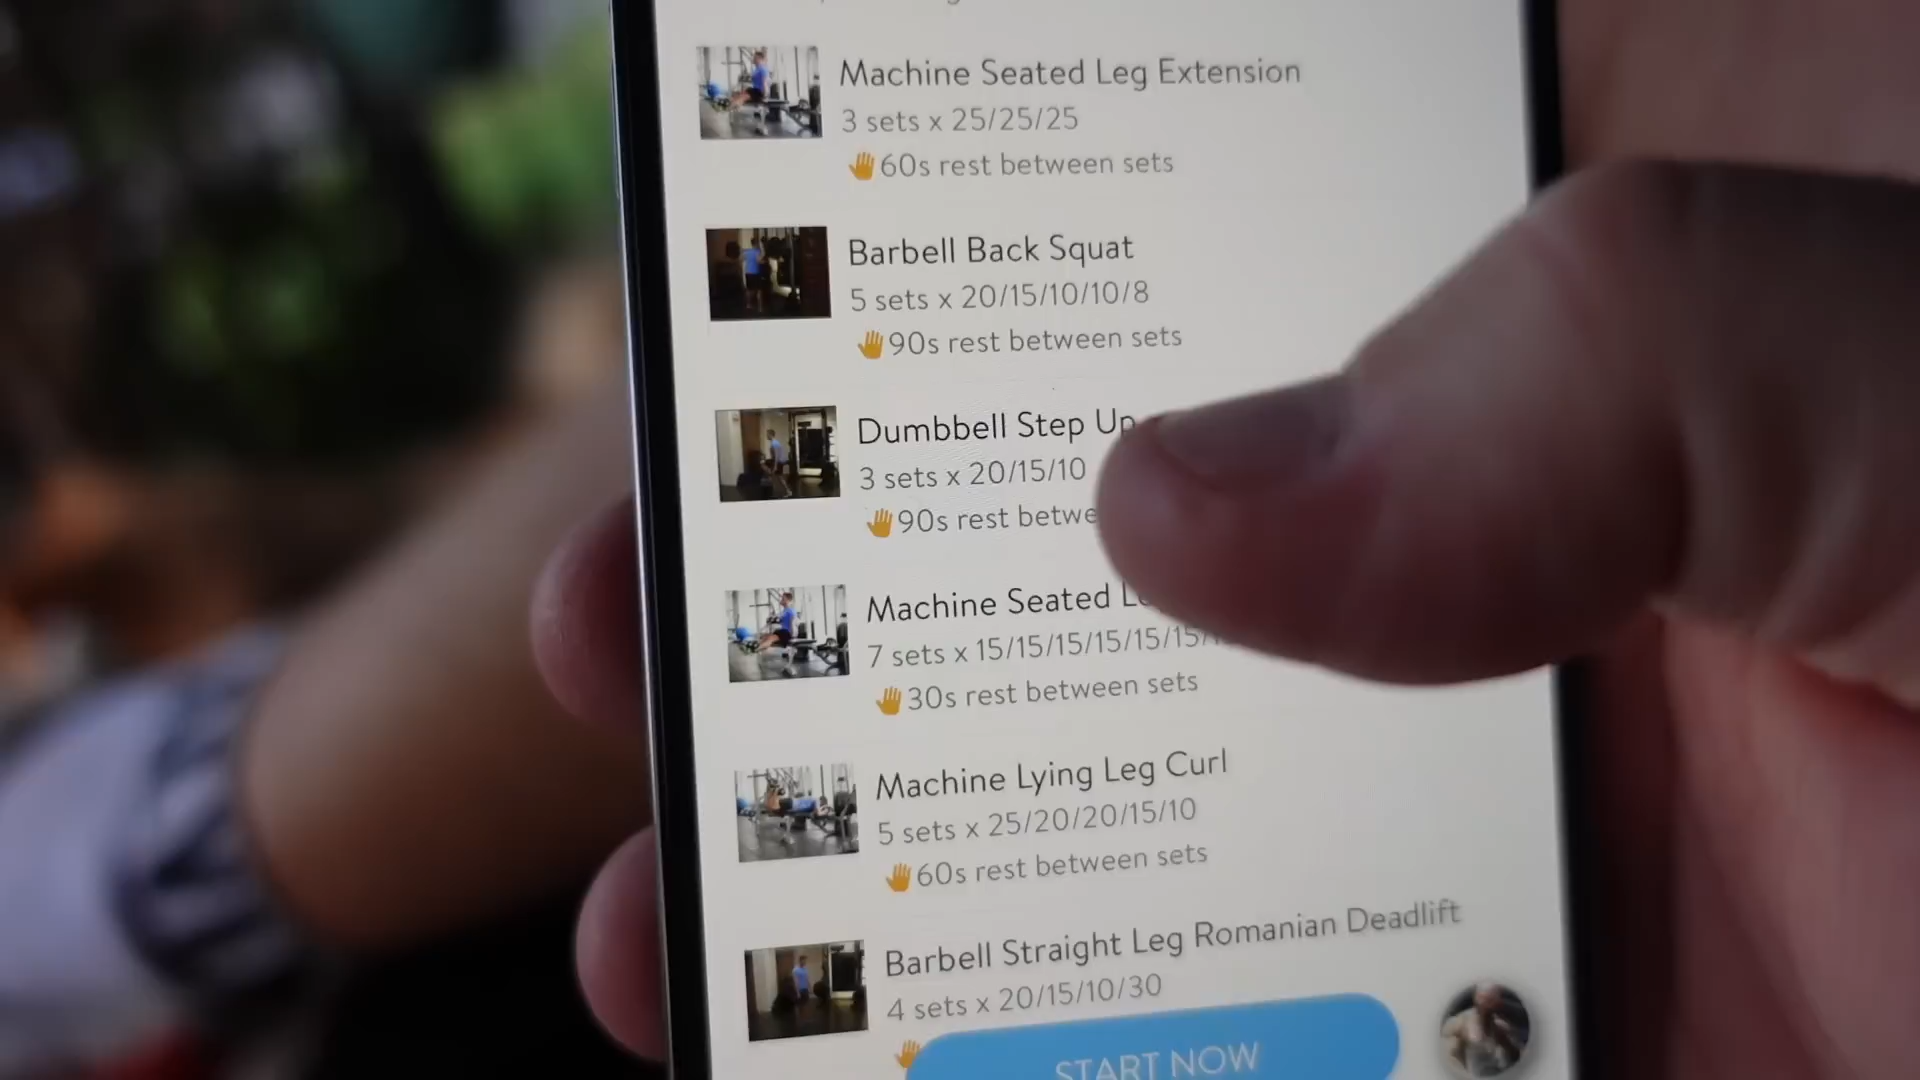 Machine Seated Leg Extension
3 sets x 25/25/25
60s rest between sets
Barbell Back Squat
5 sets x 20/15/10/10/8
90s rest between sets
Dumbbell Step Up
3 sets x 20/15/10
90s rest
Machine Seated
7 sets x 15/15/15/15/15/15/
30s rest between sets
Machine Lying Leg Curl
5 sets x 25/20/20/15/10
60s rest between sets
Barbell Straight Leg Romanian Deadlift
4 sets x 20/15/10/30
START NOW